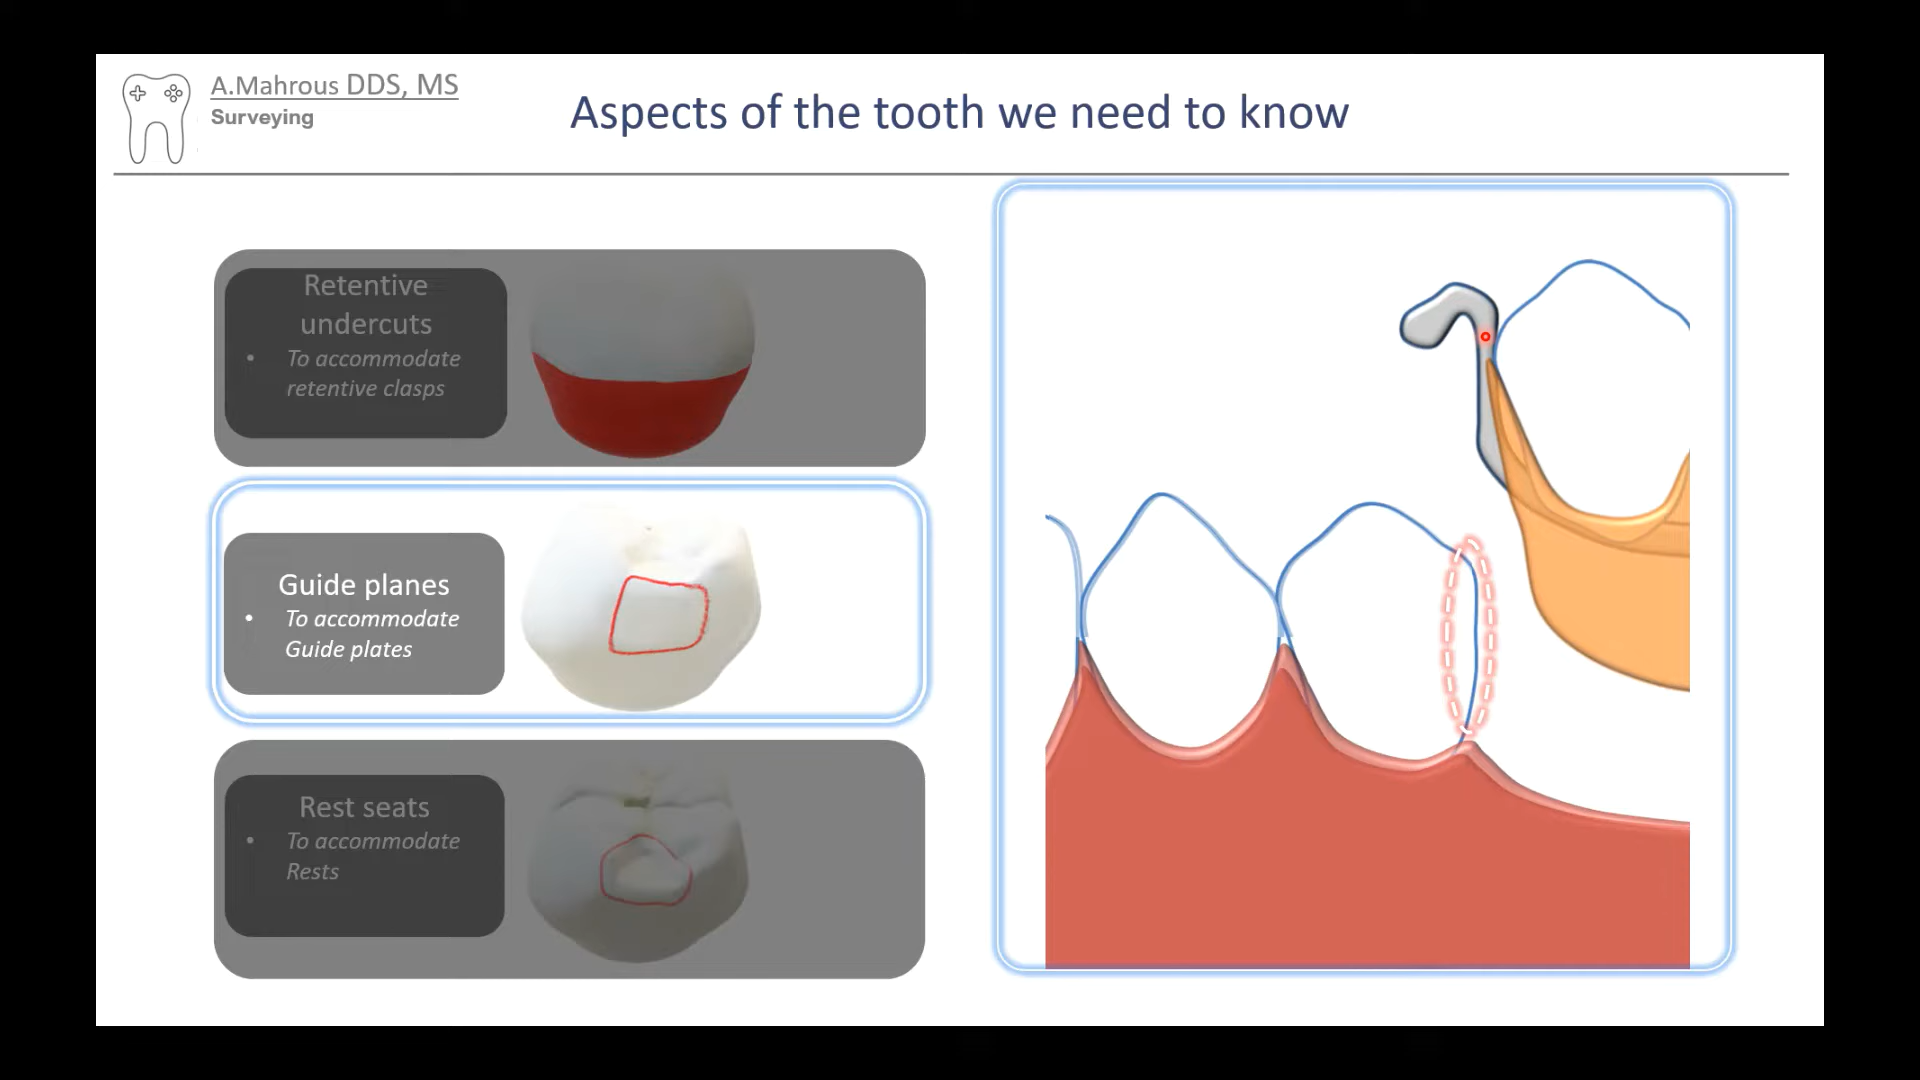 A.Mahrous DDS, MS
Surveying
Aspects of the tooth we need to know
Retentive
undercuts
• To accommodate
retentive clasps
Guide planes
• To accommodate
Guide plates
Rest seats
• To accommodate
Rests